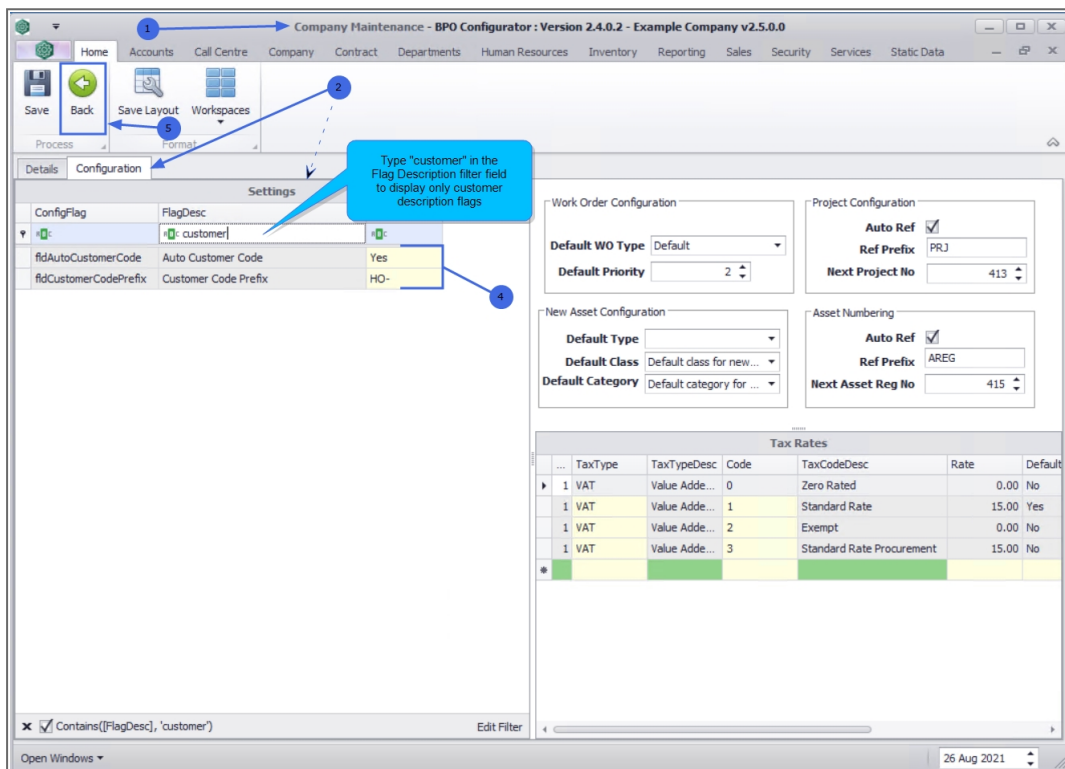 1
Company Maintenance - BPO Configurator : Version 2.4.0.2 - Example Company v2.5.0.0
Home Accounts Call Centre Company Contract Departments Human Resources Inventory Reporting Sales Security Services Static Data
Save Back Save Layout Workspaces
2
5
Process Format
Details Configuration
Type "customer" in the
Flag Description filter field
to display only customer
description flags
Settings
ConfigFlag FlagDesc
customer
fldAutoCustomerCode Auto Customer Code Yes
fldCustomerCodePrefix Customer Code Prefix HO-
4
Work Order Configuration
Default WO Type Default
Default Priority 2
Project Configuration
Auto Ref
Ref Prefix PRJ
Next Project No 413
New Asset Configuration
Default Type
Default Class Default class for new...
Default Category Default category for ...
Asset Numbering
Auto Ref
Ref Prefix AREG
Next Asset Reg No 415
Tax Rates
... TaxType TaxTypeDesc Code TaxCodeDesc Rate Default
1 VAT Value Adde... 0 Zero Rated 0.00 No
1 VAT Value Adde... 1 Standard Rate 15.00 Yes
1 VAT Value Adde... 2 Exempt 0.00 No
1 VAT Value Adde... 3 Standard Rate Procurement 15.00 No
Contains([FlagDesc], 'customer') Edit Filter
Open Windows 26 Aug 2021